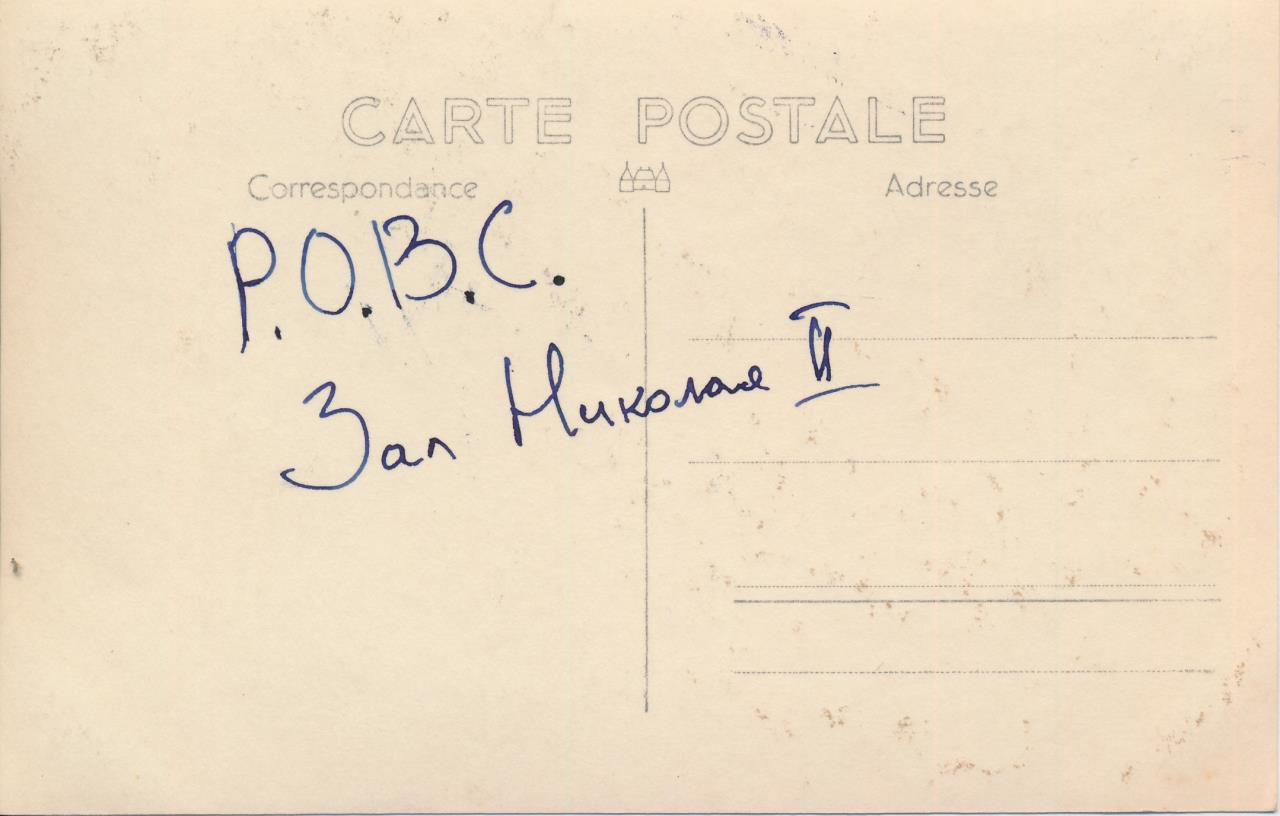 CARTE POSTALE
Correspondance
Adresse
Р.О.В.С.
Зал Николая II